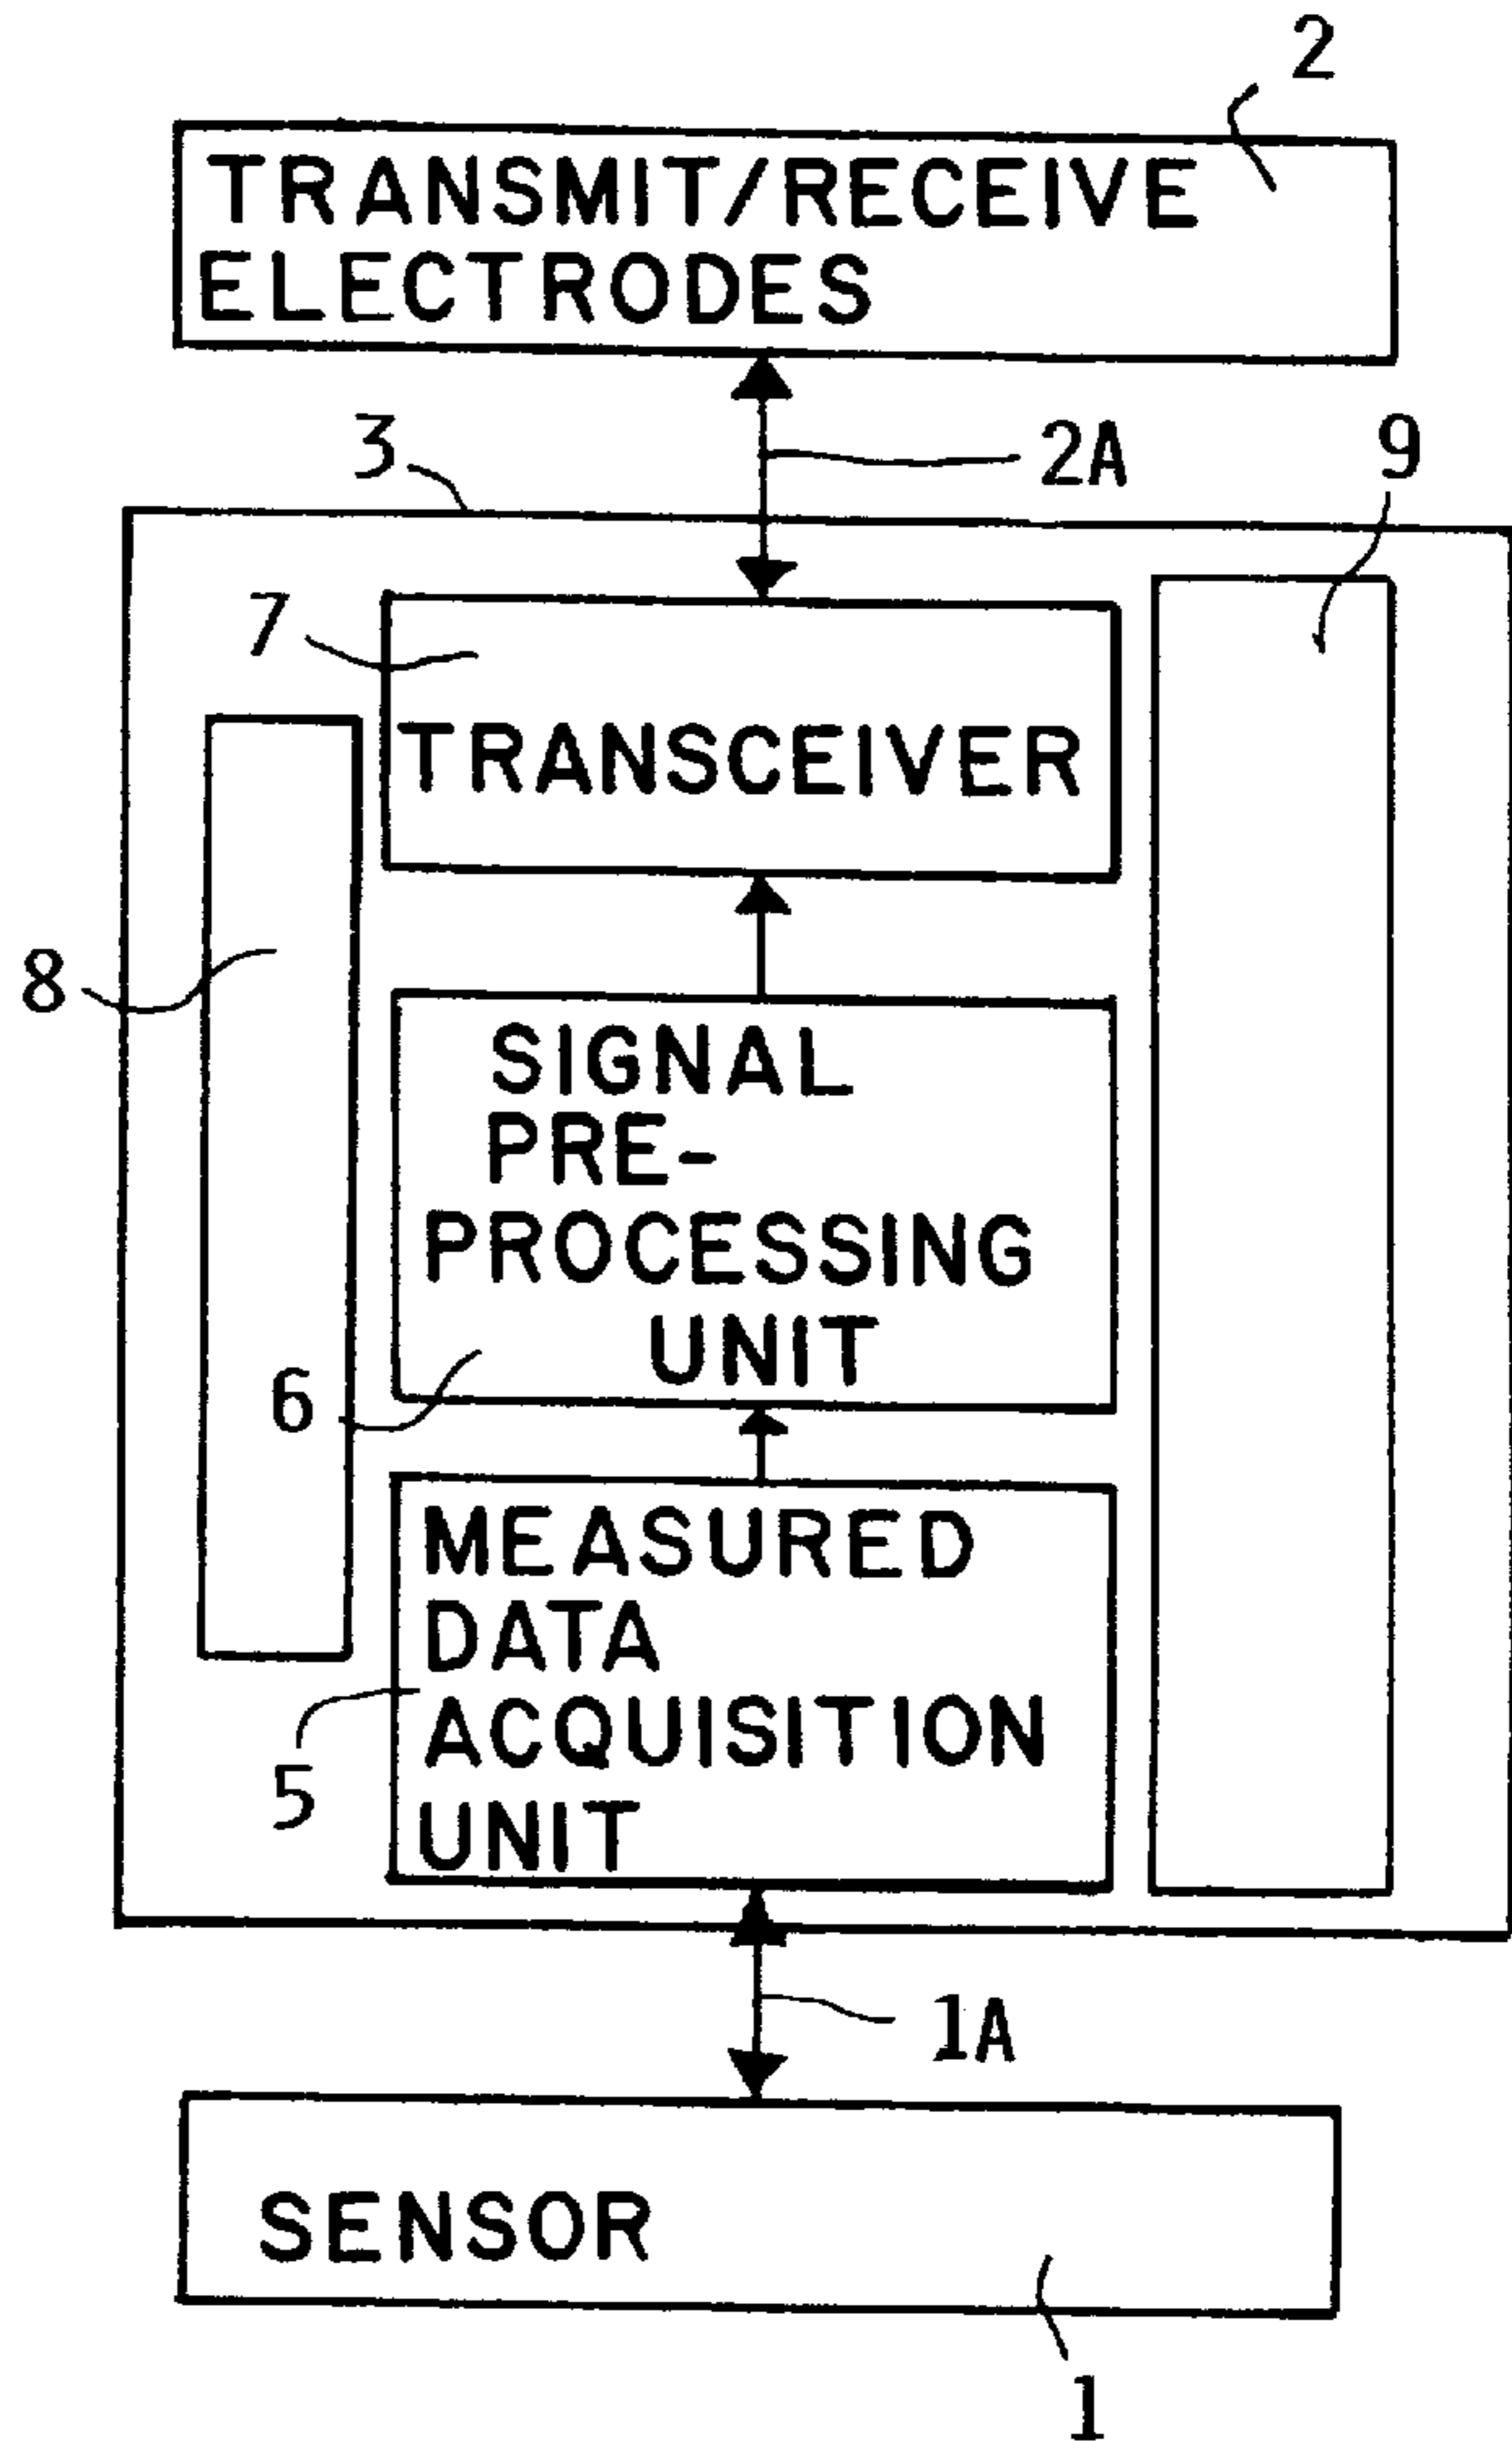 2
TRANSMIT/RECEIVE
ELECTRODES
3
2A
9
7
TRANSCEIVER
8
SIGNAL
PRE-
PROCESSING
UNIT
6
MEASURED
DATA
ACQUISITION
UNIT
5
1A
SENSOR
1